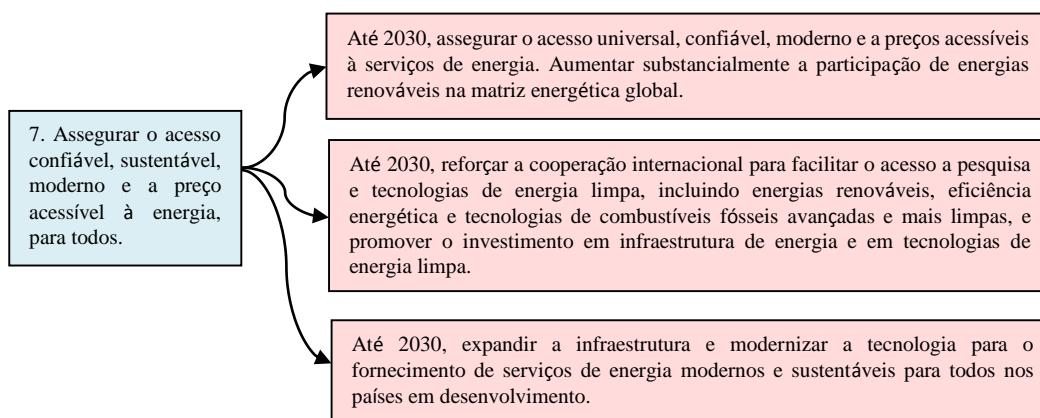 7. Assegurar o acesso
confiável, sustentável,
moderno e a preço
acessível à energia,
para todos.
Até 2030, assegurar o acesso universal, confiável, moderno e a preços acessíveis
à serviços de energia. Aumentar substancialmente a participação de energias
renováveis na matriz energética global.
Até 2030, reforçar a cooperação internacional para facilitar o acesso a pesquisa
e tecnologias de energia limpa, incluindo energias renováveis, eficiência
energética e tecnologias de combustíveis fósseis avançadas e mais limpas, e
promover o investimento em infraestrutura de energia e em tecnologias de
energia limpa.
Até 2030, expandir a infraestrutura e modernizar a tecnologia para o
fornecimento de serviços de energia modernos e sustentáveis para todos nos
países em desenvolvimento.